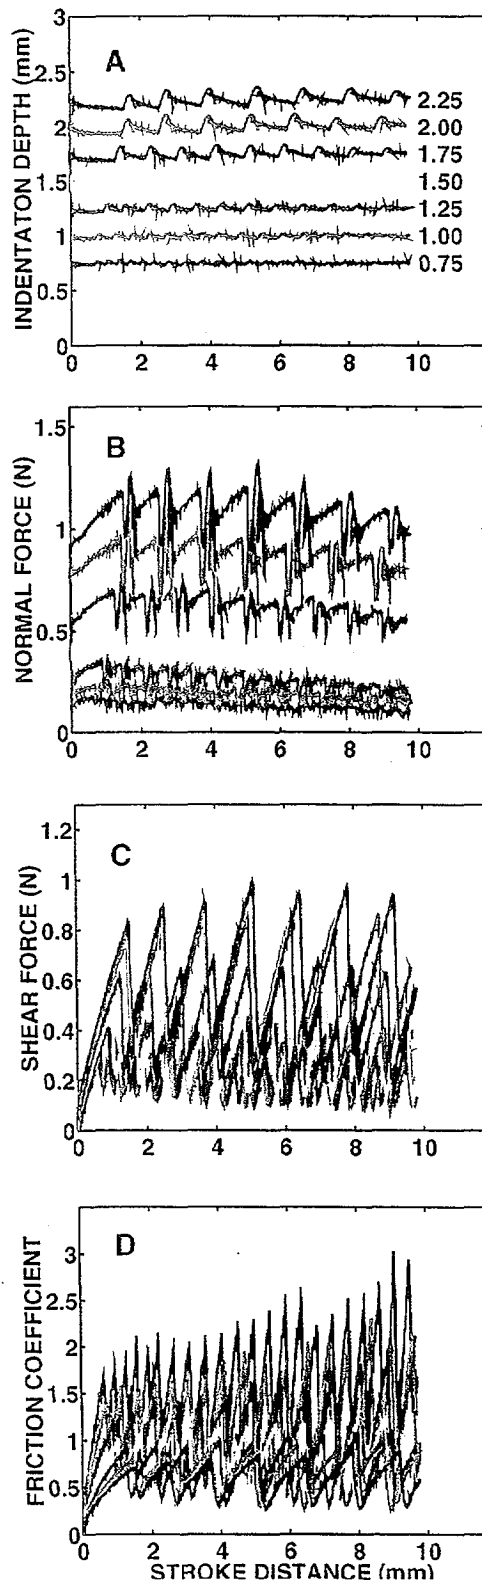 3
A
2.5
2.25
2
2.00
1.75
1.5
1.50
1.25
1
1.00
0.75
0.5
0
0 2 4 6 8 10
INDENTATON DEPTH (mm)
1.5
B
1
0.5
0
0 2 4 6 8 10
NORMAL FORCE (N)
1.2
C
1
0.8
0.6
0.4
0.2
0
0 2 4 6 8 10
SHEAR FORCE (N)
D
3
2.5
2
1.5
1
0.5
0
0 2 4 6 8 10
FRICTION COEFFICIENT
STROKE DISTANCE (mm)